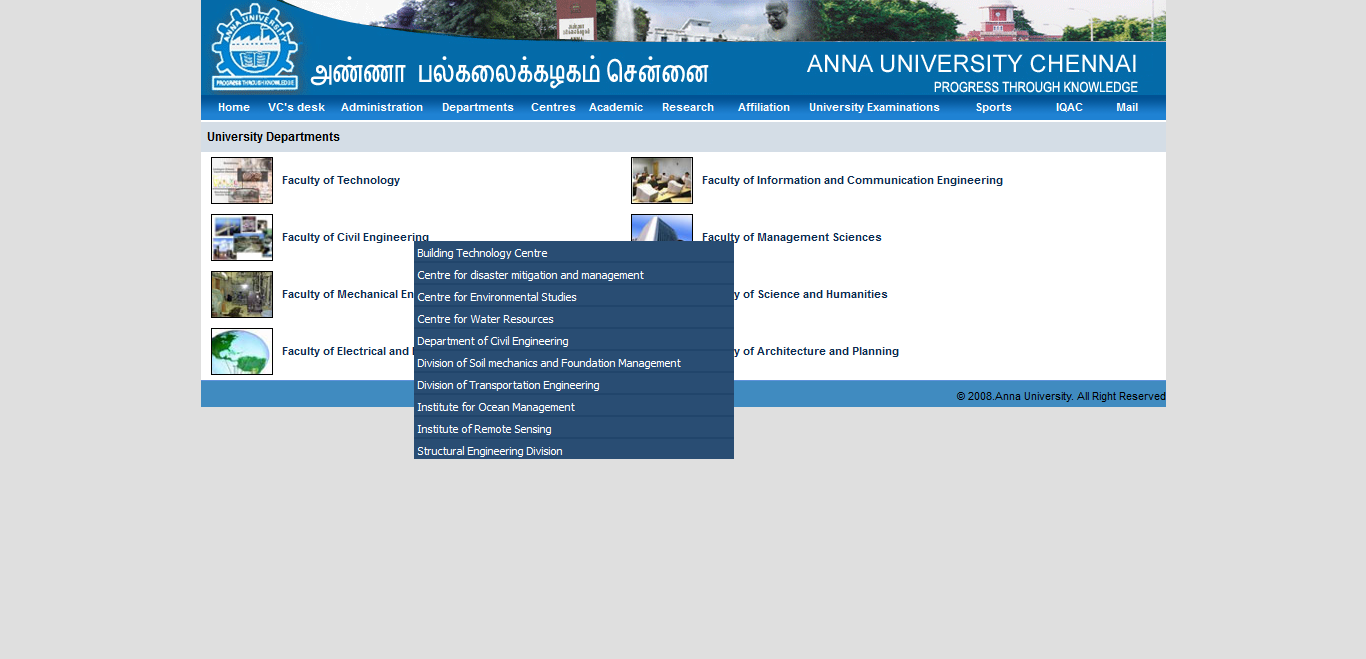 ANNA UNIVERSITY
PROGRESS THROUGH KNOWLEDGE
அண்ணா பல்கலைக்கழகம் சென்னை
ANNA UNIVERSITY CHENNAI
PROGRESS THROUGH KNOWLEDGE
Home VC's desk Administration Departments Centres Academic Research Affiliation University Examinations Sports IQAC Mail
University Departments
Faculty of Technology
Faculty of Information and Communication Engineering
Faculty of Civil Engineering
Faculty of Management Sciences
Building Technology Centre
Centre for disaster mitigation and management
Faculty of Mechanical En
Centre for Environmental Studies
y of Science and Humanities
Centre for Water Resources
Department of Civil Engineering
Faculty of Electrical and
y of Architecture and Planning
Division of Soil mechanics and Foundation Management
Division of Transportation Engineering
© 2008.Anna University. All Right Reserved
Institute for Ocean Management
Institute of Remote Sensing
Structural Engineering Division